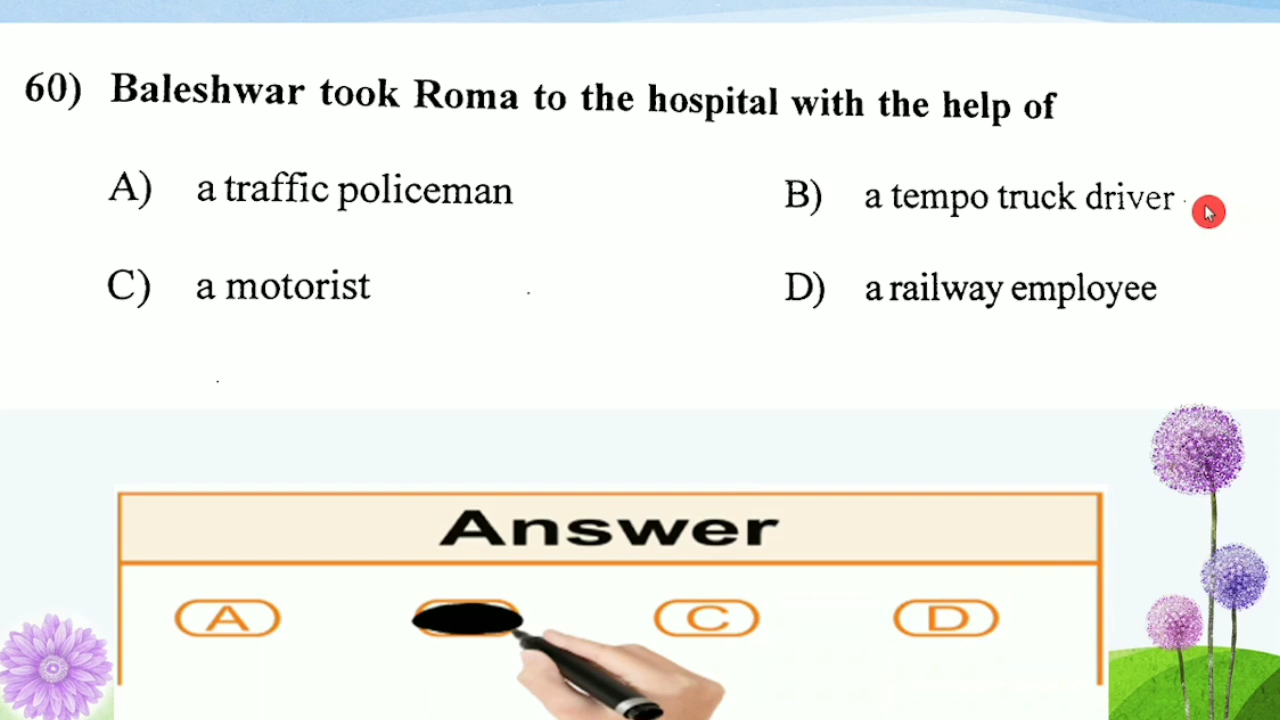 60) Baleshwar took Roma to the hospital with the help of
A) a traffic policeman B) a tempo truck driver
C) a motorist D) a railway employee
Answer
A C D